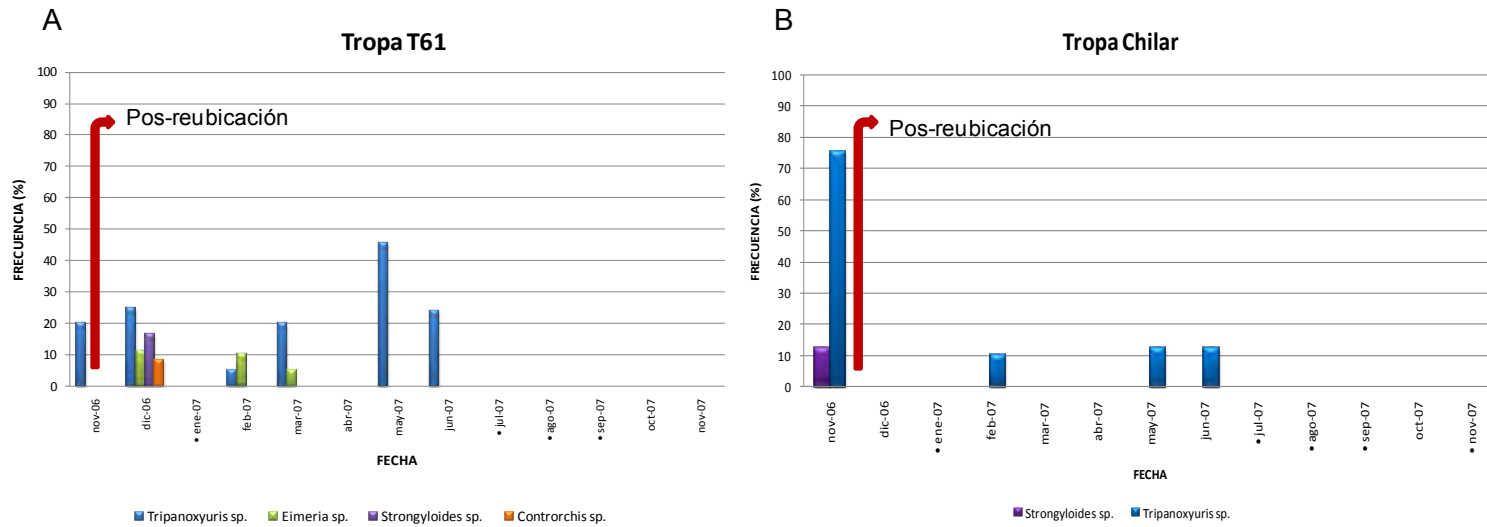 A
Tropa T61
100
90
80
70
60
50
40
30
20
10
0
FRECUENCIA (%)
Pos-reubicación
nov-06
dic-06
• ene-07
feb-07
mar-07
abr-07
may-07
jun-07
• jul-07
• ago-07
• sep-07
oct-07
nov-07
FECHA
Tripanoxyuris sp.
Eimeria sp.
Strongyloides sp.
Controrchis sp.
B
Tropa Chilar
100
90
80
70
60
50
40
30
20
10
0
FRECUENCIA (%)
Pos-reubicación
nov-06
dic-06
• ene-07
feb-07
mar-07
abr-07
may-07
jun-07
• jul-07
• ago-07
• sep-07
oct-07
• nov-07
FECHA
Strongyloides sp.
Tripanoxyuris sp.